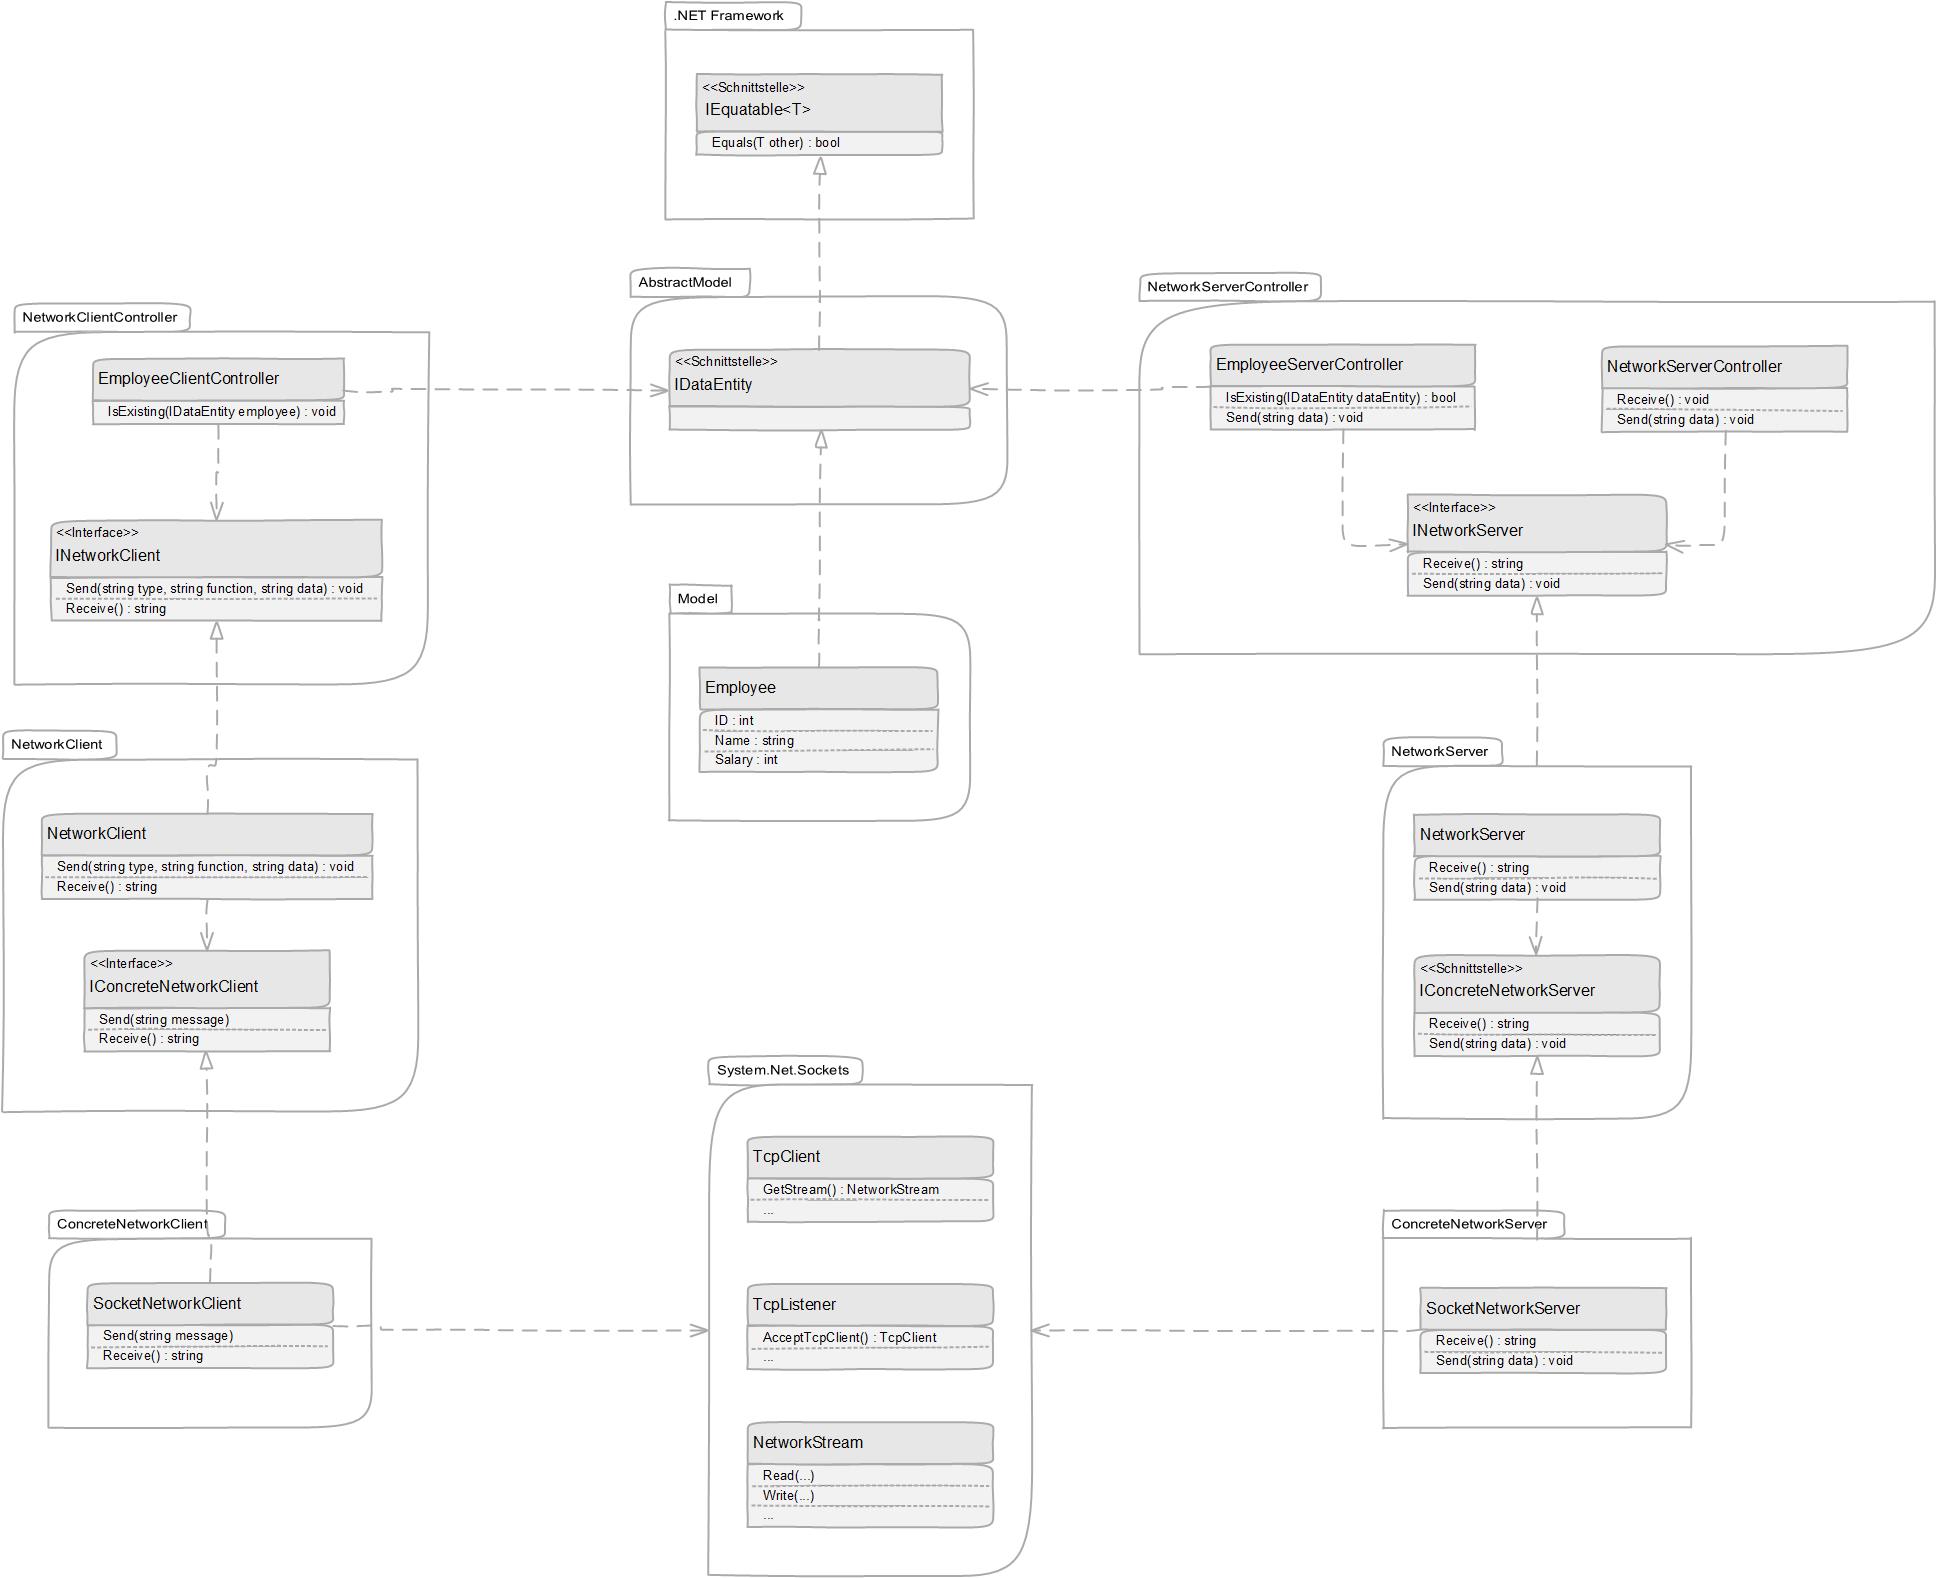 .NET Framework
<<Schnittstelle>>
IEquatable<T>
Equals(T other) : bool
AbstractModel
<<Schnittstelle>>
IDataEntity
NetworkServerController
EmployeeServerController
IsExisting(IDataEntity dataEntity) : bool
Send(string data) : void
NetworkServerController
Receive() : void
Send(string data) : void
<<Interface>>
INetworkServer
Receive() : string
Send(string data) : void
NetworkClientController
EmployeeClientController
IsExisting(IDataEntity employee) : void
<<Interface>>
INetworkClient
Send(string type, string function, string data) : void
Receive() : string
Model
Employee
ID : int
Name : string
Salary : int
NetworkClient
NetworkClient
Send(string type, string function, string data) : void
Receive() : string
<<Interface>>
IConcreteNetworkClient
Send(string message)
Receive() : string
NetworkServer
NetworkServer
Receive() : string
Send(string data) : void
<<Schnittstelle>>
IConcreteNetworkServer
Receive() : string
Send(string data) : void
System.Net.Sockets
TcpClient
GetStream() : NetworkStream
...
TcpListener
AcceptTcpClient() : TcpClient
...
NetworkStream
Read(...)
Write(...)
...
ConcreteNetworkClient
SocketNetworkClient
Send(string message)
Receive() : string
ConcreteNetworkServer
SocketNetworkServer
Receive() : string
Send(string data) : void